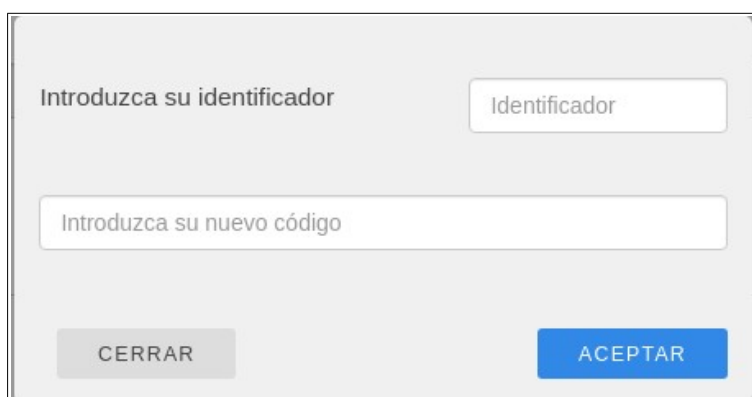 Introduzca su identificador
Identificador
Introduzca su nuevo código
CERRAR
ACEPTAR